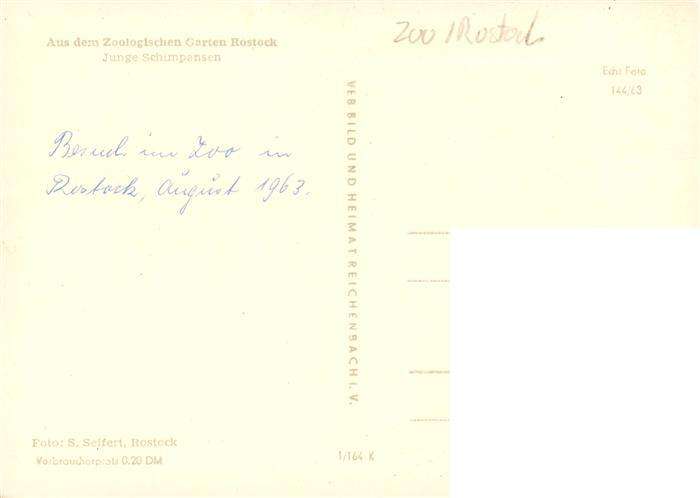 Aus dem Zoologischen Garten Rostock
Junge Schimpansen
Zoo / Rostock
Echt Foto
144/63
Besuch im Zoo in
Rostock, August 1963.
VEB BILD UND HEIMAT REICHENBACH I. V.
Foto: S. Seifert, Rostock
Verbraucherpreis 0.20 DM
1/164 K